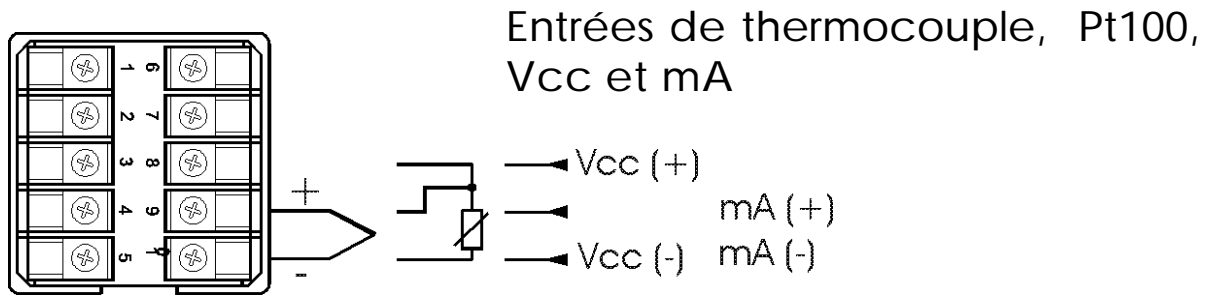 Entrées de thermocouple, Pt100,
Vcc et mA
1 6
2 7
3 8
4 9
5
+
-
Vcc (+)
mA (+)
Vcc (-) mA (-)